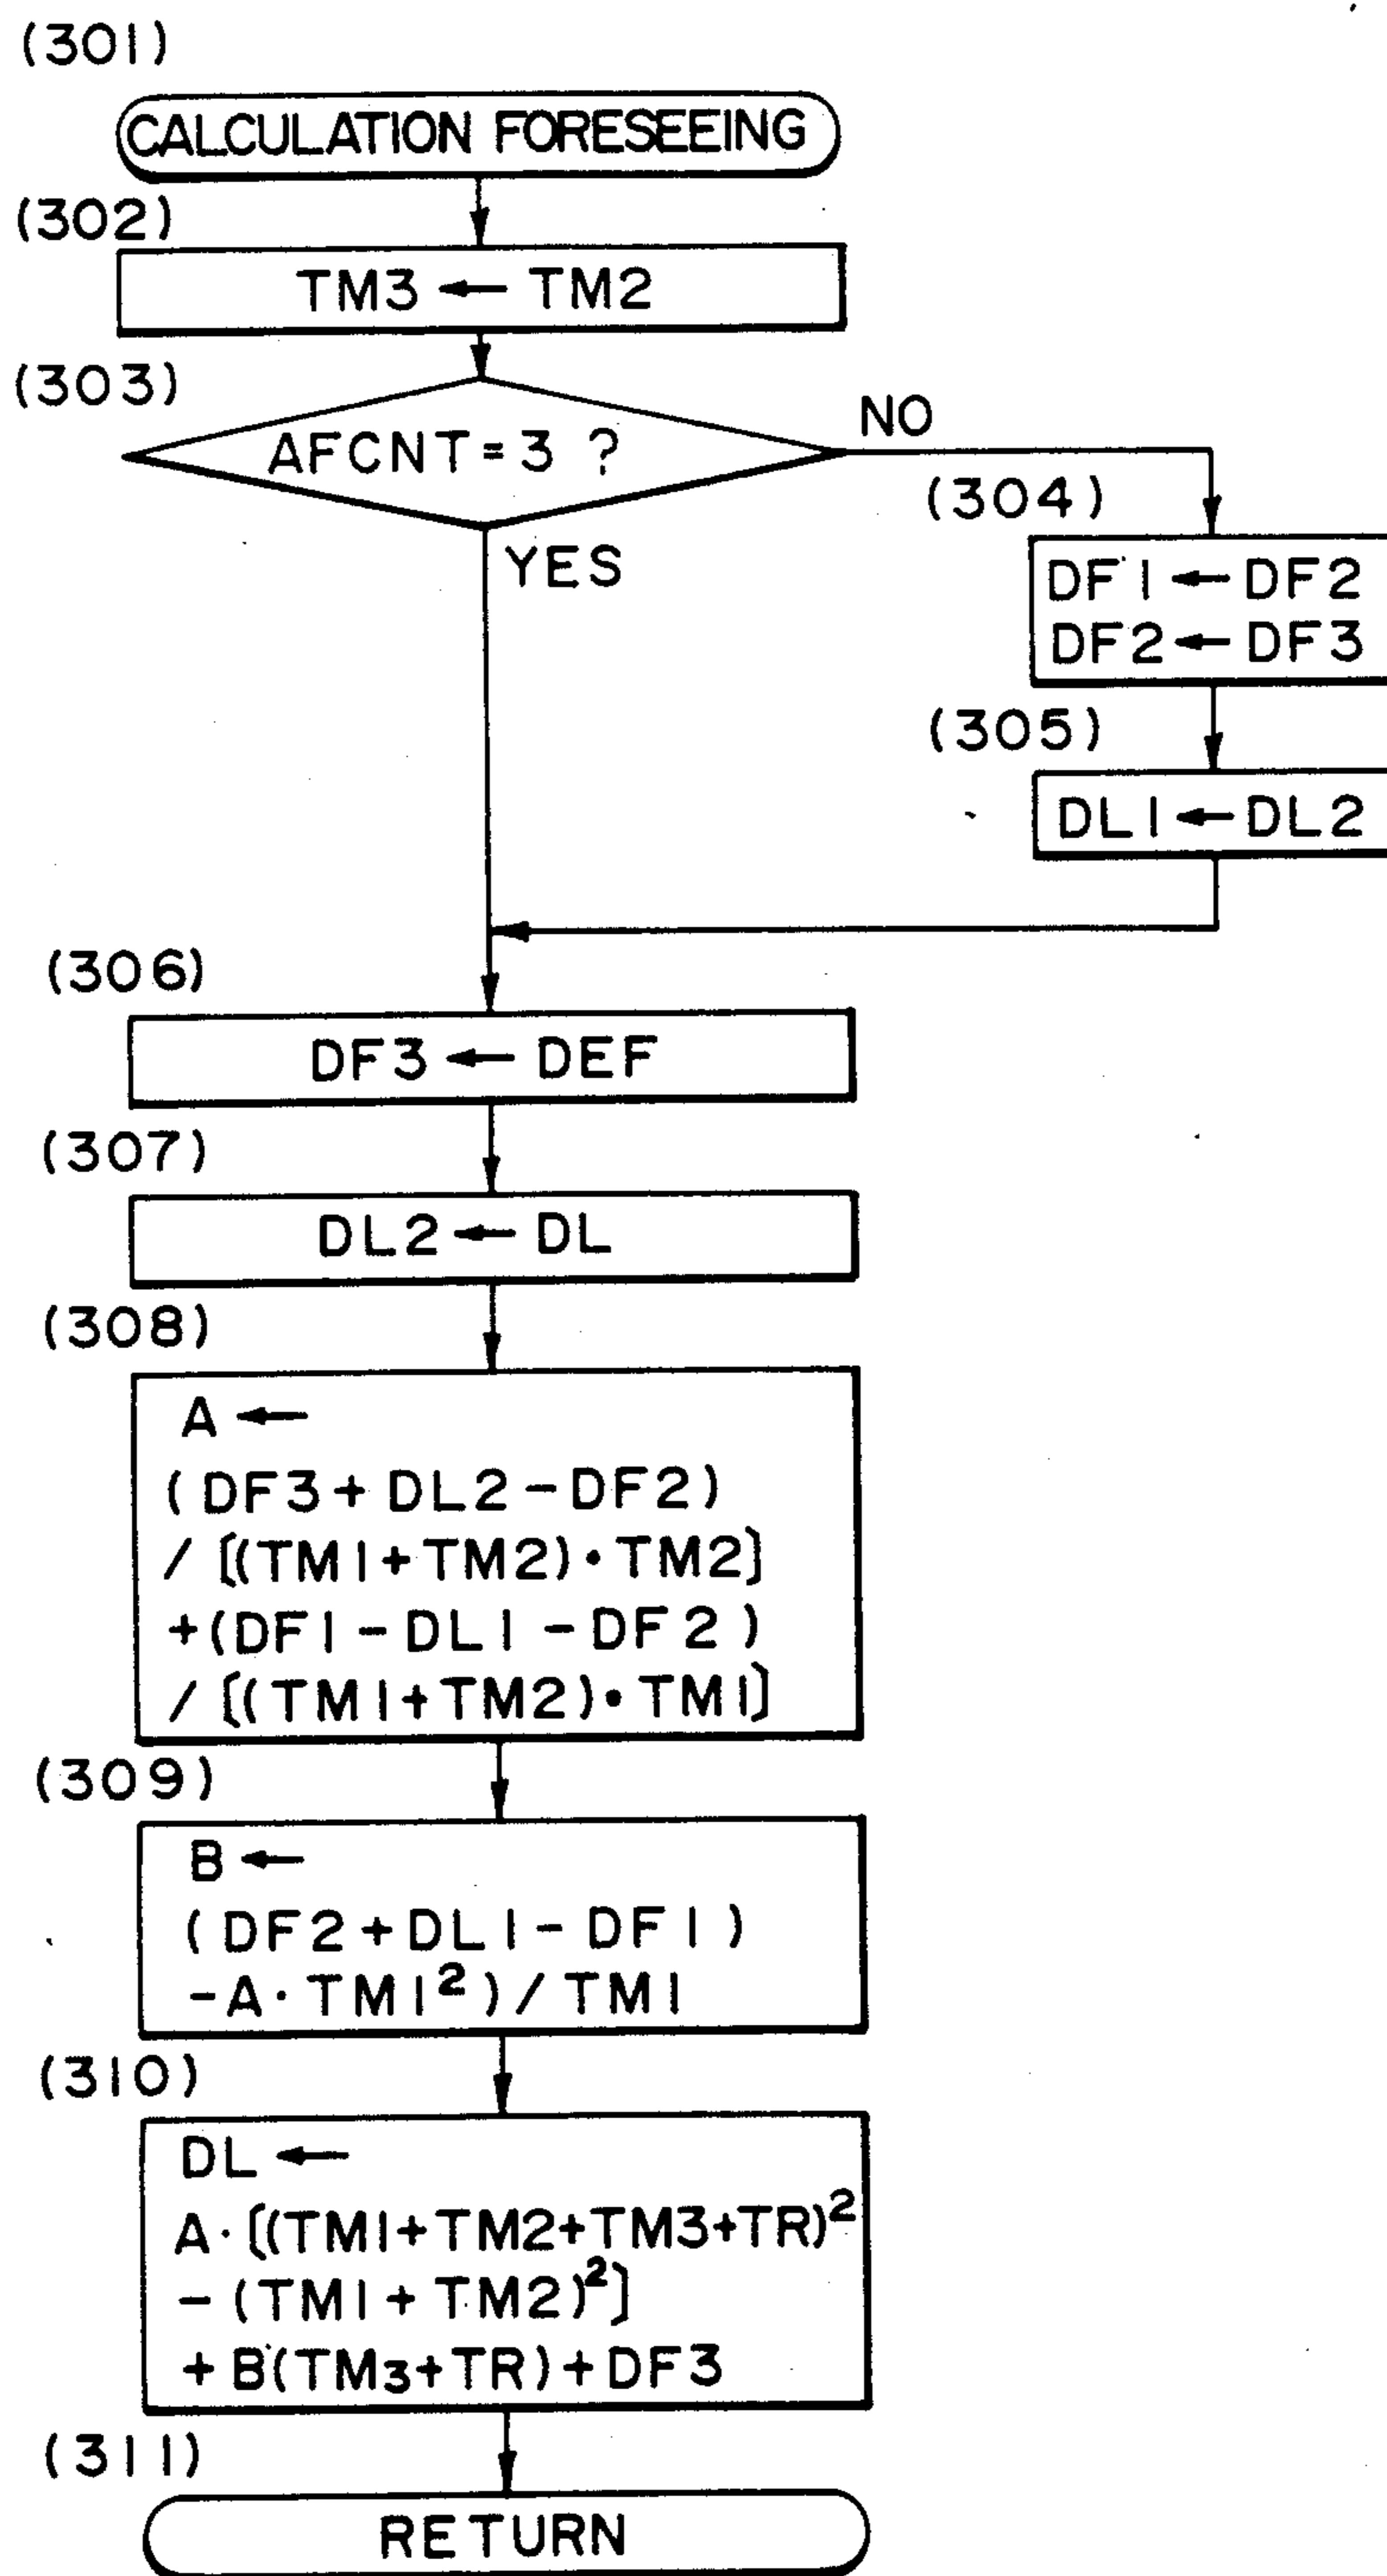 (301)
CALCULATION FORESEEING
(302)
TM3 ← TM2
(303)
AFCNT = 3 ?
NO
YES
(304)
DF1 ← DF2
DF2 ← DF3
(305)
DL1 ← DL2
(306)
DF3 ← DEF
(307)
DL2 ← DL
(308)
A ←
(DF3 + DL2 - DF2)
/ [(TM1+TM2)・TM2]
+(DF1 - DL1 - DF2)
/ [(TM1+TM2)・TM1]
(309)
B ←
(DF2 + DL1 - DF1)
-A・TM1²) / TM1
(310)
DL ←
A・[(TM1+TM2+TM3+TR)²
- (TM1 + TM2)²]
+ B(TM3+TR) + DF3
(311)
RETURN